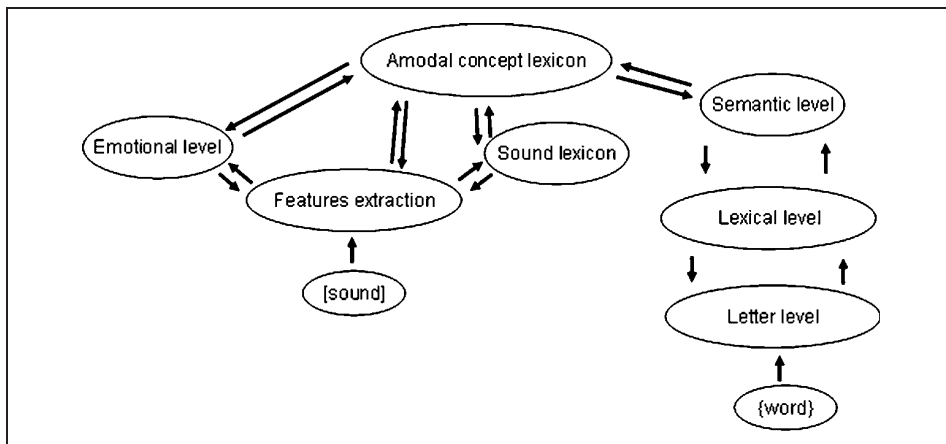 Amodal concept lexicon
Semantic level
Emotional level
Sound lexicon
Features extraction
Lexical level
[sound]
Letter level
{word}